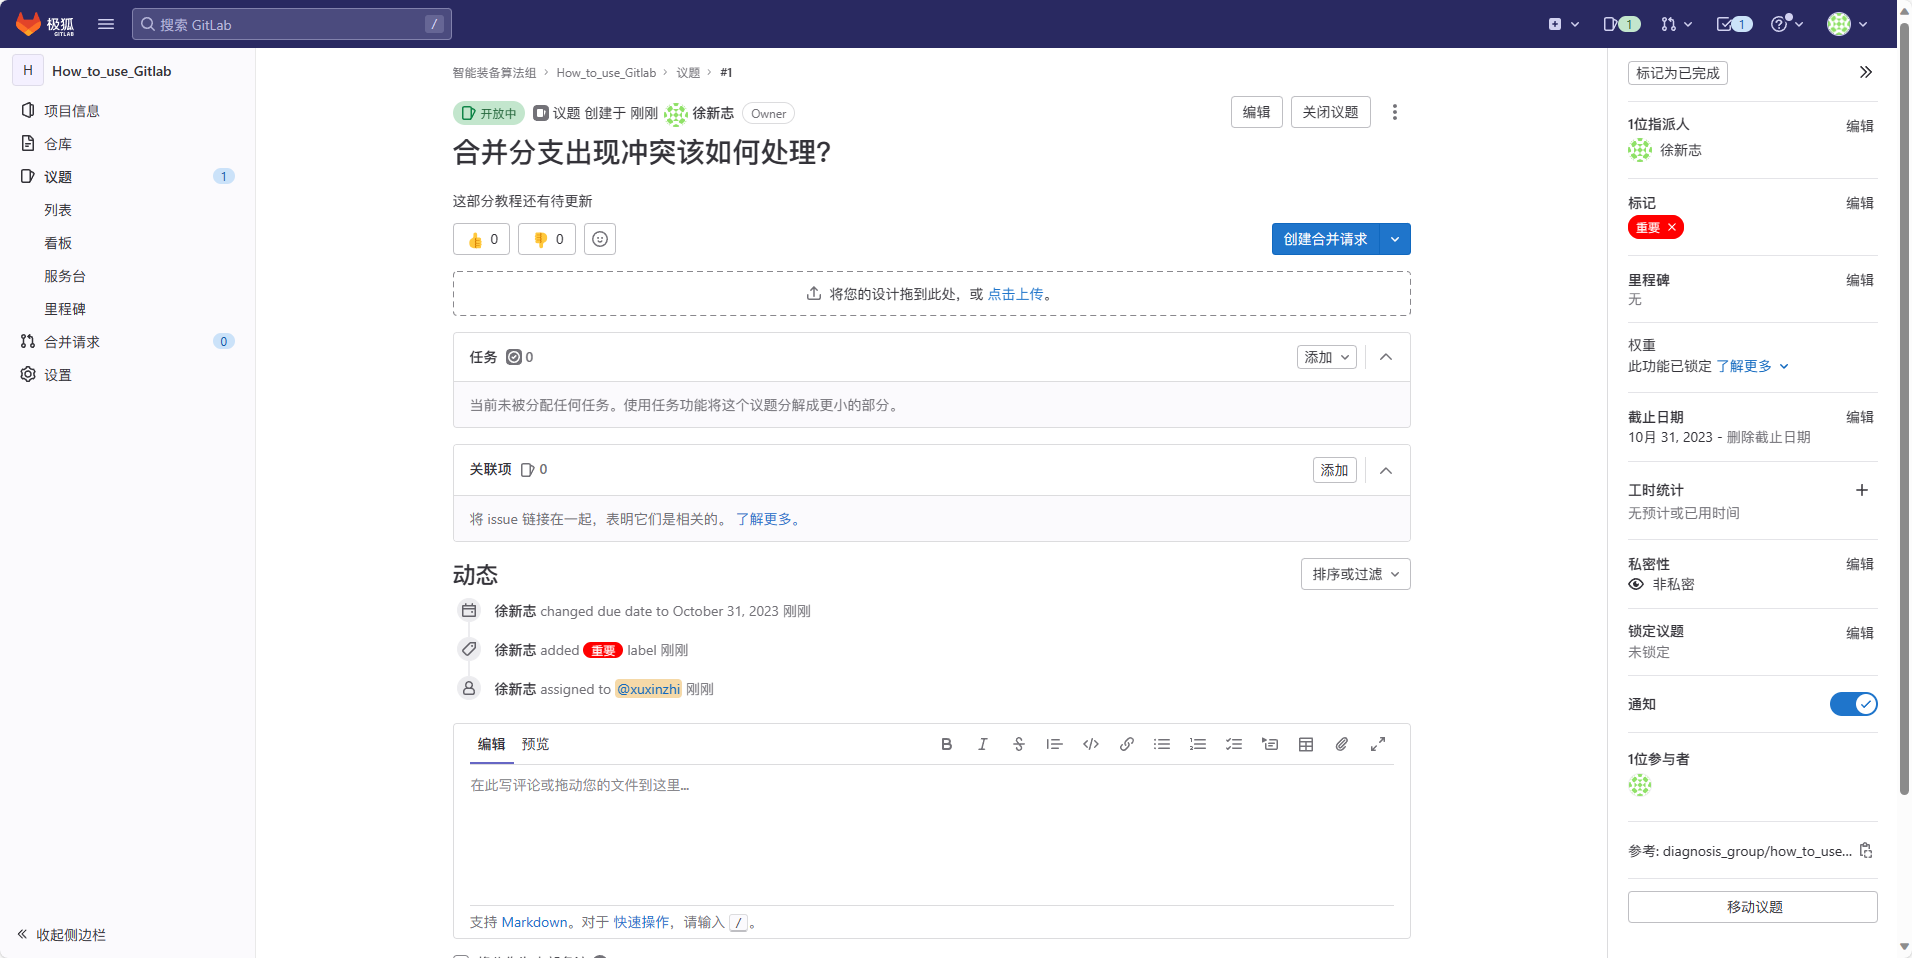 极狐
GITLAB
搜索 GitLab
/
1
1
H
How_to_use_Gitlab
项目信息
仓库
议题
1
列表
看板
服务台
里程碑
合并请求
0
设置
收起侧边栏
智能装备算法组 › How_to_use_Gitlab › 议题 › #1
开放中 议题 创建于 刚刚 徐新志 Owner
编辑
关闭议题
合并分支出现冲突该如何处理?
这部分教程还有待更新
👍 0
👎 0
创建合并请求
将您的设计拖到此处，或 点击上传。
任务 0
添加
当前未被分配任何任务。使用任务功能将这个议题分解成更小的部分。
关联项 0
添加
将 issue 链接在一起，表明它们是相关的。 了解更多。
动态
排序或过滤
徐新志 changed due date to October 31, 2023 刚刚
徐新志 added 重要 label 刚刚
徐新志 assigned to @xuxinzhi 刚刚
编辑
预览
在此写评论或拖动您的文件到这里...
支持 Markdown。对于 快速操作，请输入 /。
标记为已完成
1位指派人
编辑
徐新志
标记
编辑
重要 ×
里程碑
编辑
无
权重
此功能已锁定 了解更多
截止日期
编辑
10月 31, 2023 - 删除截止日期
工时统计
无预计或已用时间
私密性
编辑
非私密
锁定议题
编辑
未锁定
通知
1位参与者
参考: diagnosis_group/how_to_use...
移动议题